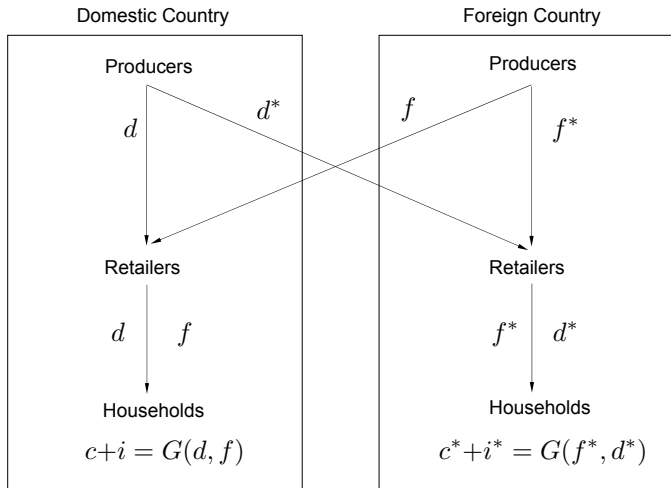 Domestic Country
Foreign Country
Producers
Producers
d
d*
f
f*
Retailers
Retailers
d
f
f*
d*
Households
Households
c+i = G(d, f)
c*+i* = G(f*, d*)